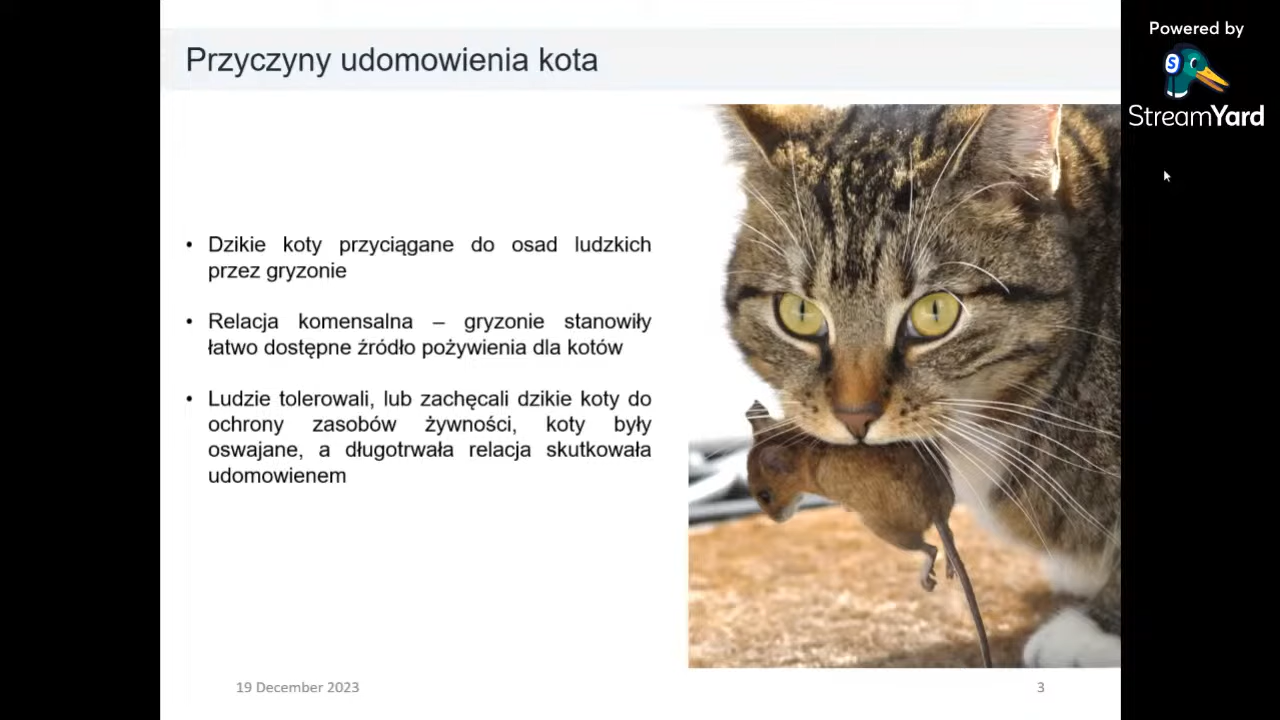 Przyczyny udomowienia kota
• Dzikie koty przyciągane do osad ludzkich
przez gryzonie
• Relacja komensalna – gryzonie stanowiły
łatwo dostępne źródło pożywienia dla kotów
• Ludzie tolerowali, lub zachęcali dzikie koty do
ochrony zasobów żywności, koty były
oswajane, a długotrwała relacja skutkowała
udomowienem
19 December 2023
3
Powered by
S
StreamYard